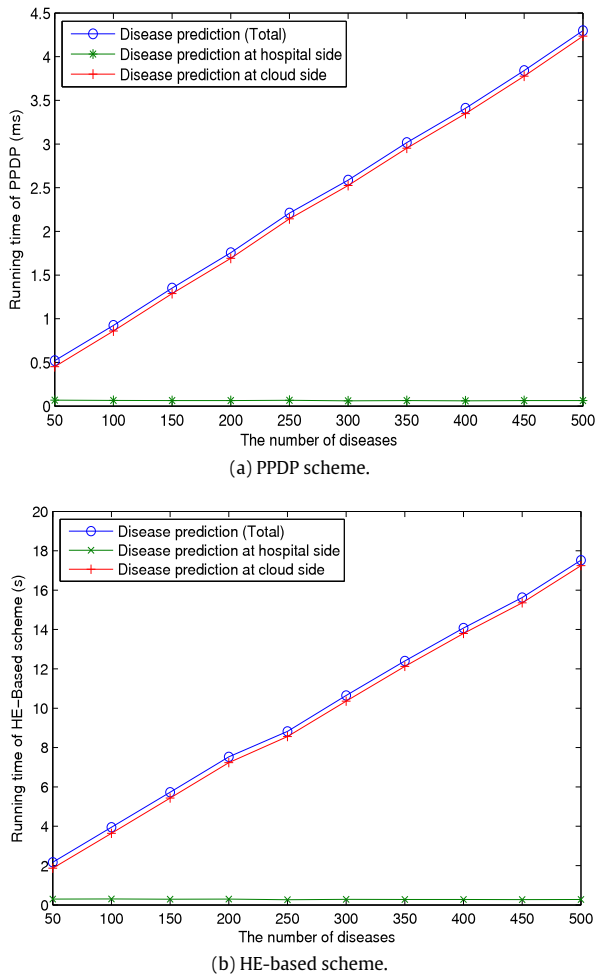 4.5
4
3.5
3
2.5
2
1.5
1
0.5
0
Running time of PPDP (ms)
Disease prediction (Total)
Disease prediction at hospital side
Disease prediction at cloud side
50 100 150 200 250 300 350 400 450 500
The number of diseases
(a) PPDP scheme.
20
18
16
14
12
10
8
6
4
2
0
Running time of HE-Based scheme (s)
Disease prediction (Total)
Disease prediction at hospital side
Disease prediction at cloud side
50 100 150 200 250 300 350 400 450 500
The number of diseases
(b) HE-based scheme.